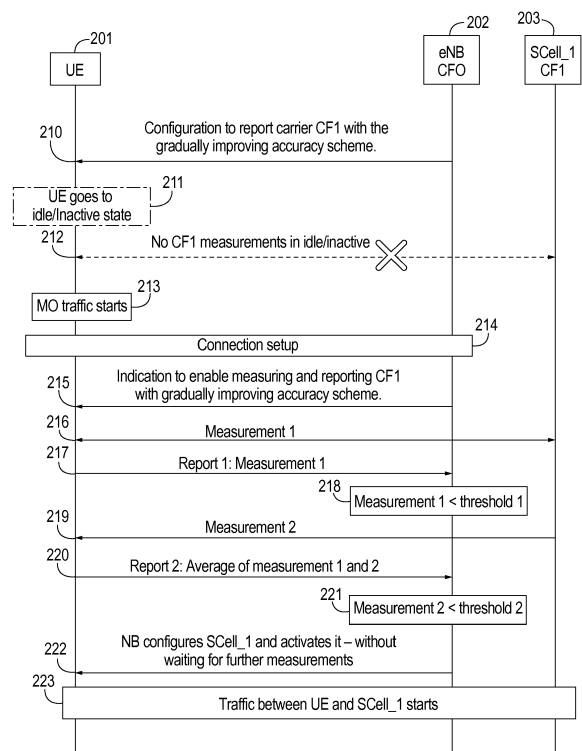 201
UE
202
eNB
CFO
203
SCell_1
CF1
210
Configuration to report carrier CF1 with the
gradually improving accuracy scheme.
211
UE goes to
idle/Inactive state
212
No CF1 measurements in idle/inactive
213
MO traffic starts
214
Connection setup
215
Indication to enable measuring and reporting CF1
with gradually improving accuracy scheme.
216
Measurement 1
217
Report 1: Measurement 1
218
Measurement 1 < threshold 1
219
Measurement 2
220
Report 2: Average of measurement 1 and 2
221
Measurement 2 < threshold 2
222
NB configures SCell_1 and activates it – without
waiting for further measurements
223
Traffic between UE and SCell_1 starts